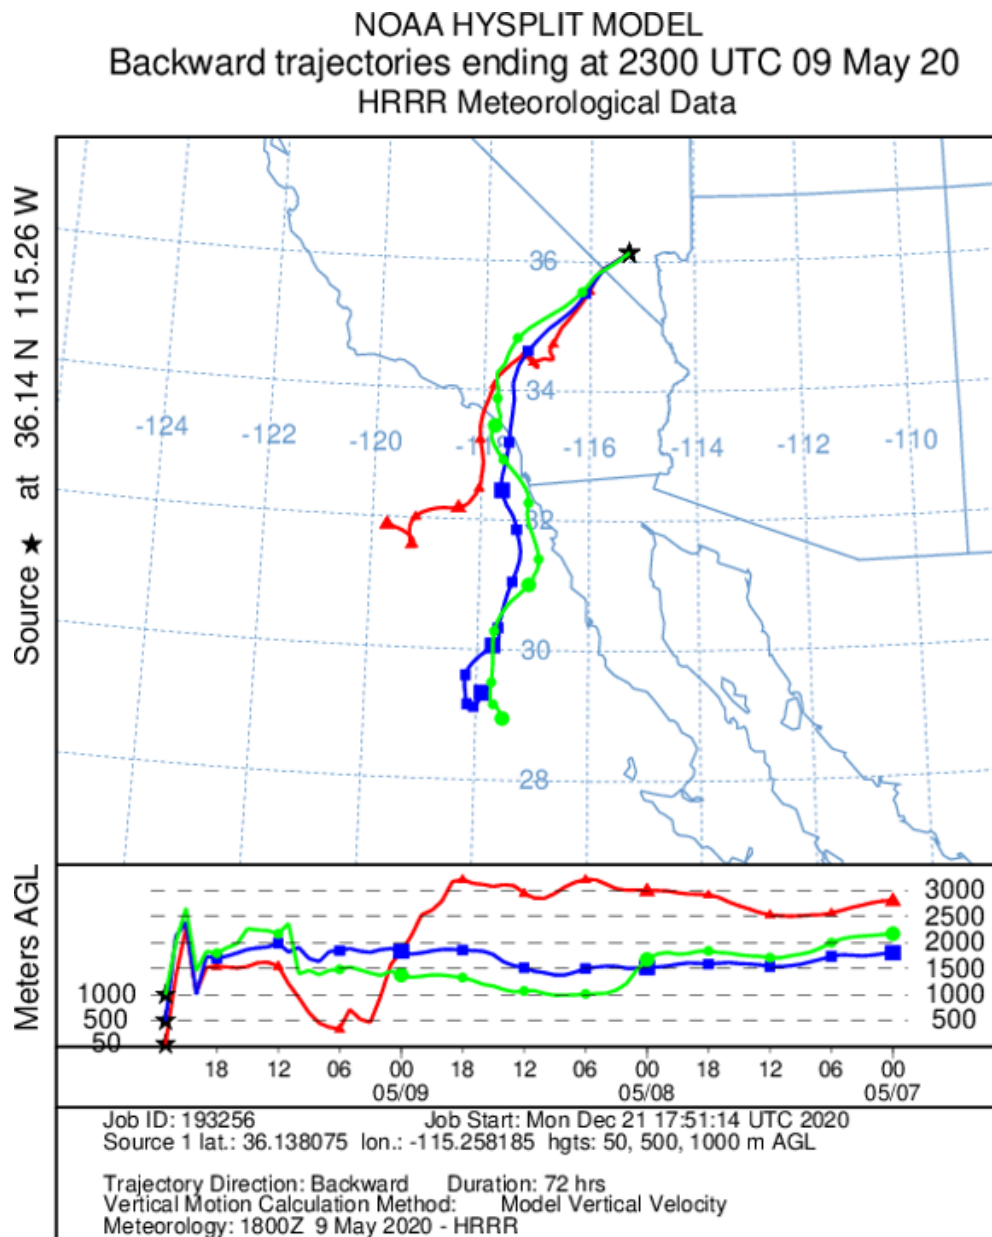 NOAA HYSPLIT MODEL
Backward trajectories ending at 2300 UTC 09 May 20
HRRR Meteorological Data
Source ★ at 36.14 N 115.26 W
36
34
-124
-122
-120
-118
-116
-114
-112
-110
32
30
28
Meters AGL
3000
2500
2000
1500
1000
500
1000
500
50
18 12 06 00 18 12 06 00 18 12 06 00
05/09 05/08 05/07
Job ID: 193256 Job Start: Mon Dec 21 17:51:14 UTC 2020
Source 1 lat.: 36.138075 lon.: -115.258185 hgts: 50, 500, 1000 m AGL
Trajectory Direction: Backward Duration: 72 hrs
Vertical Motion Calculation Method: Model Vertical Velocity
Meteorology: 1800Z 9 May 2020 - HRRR